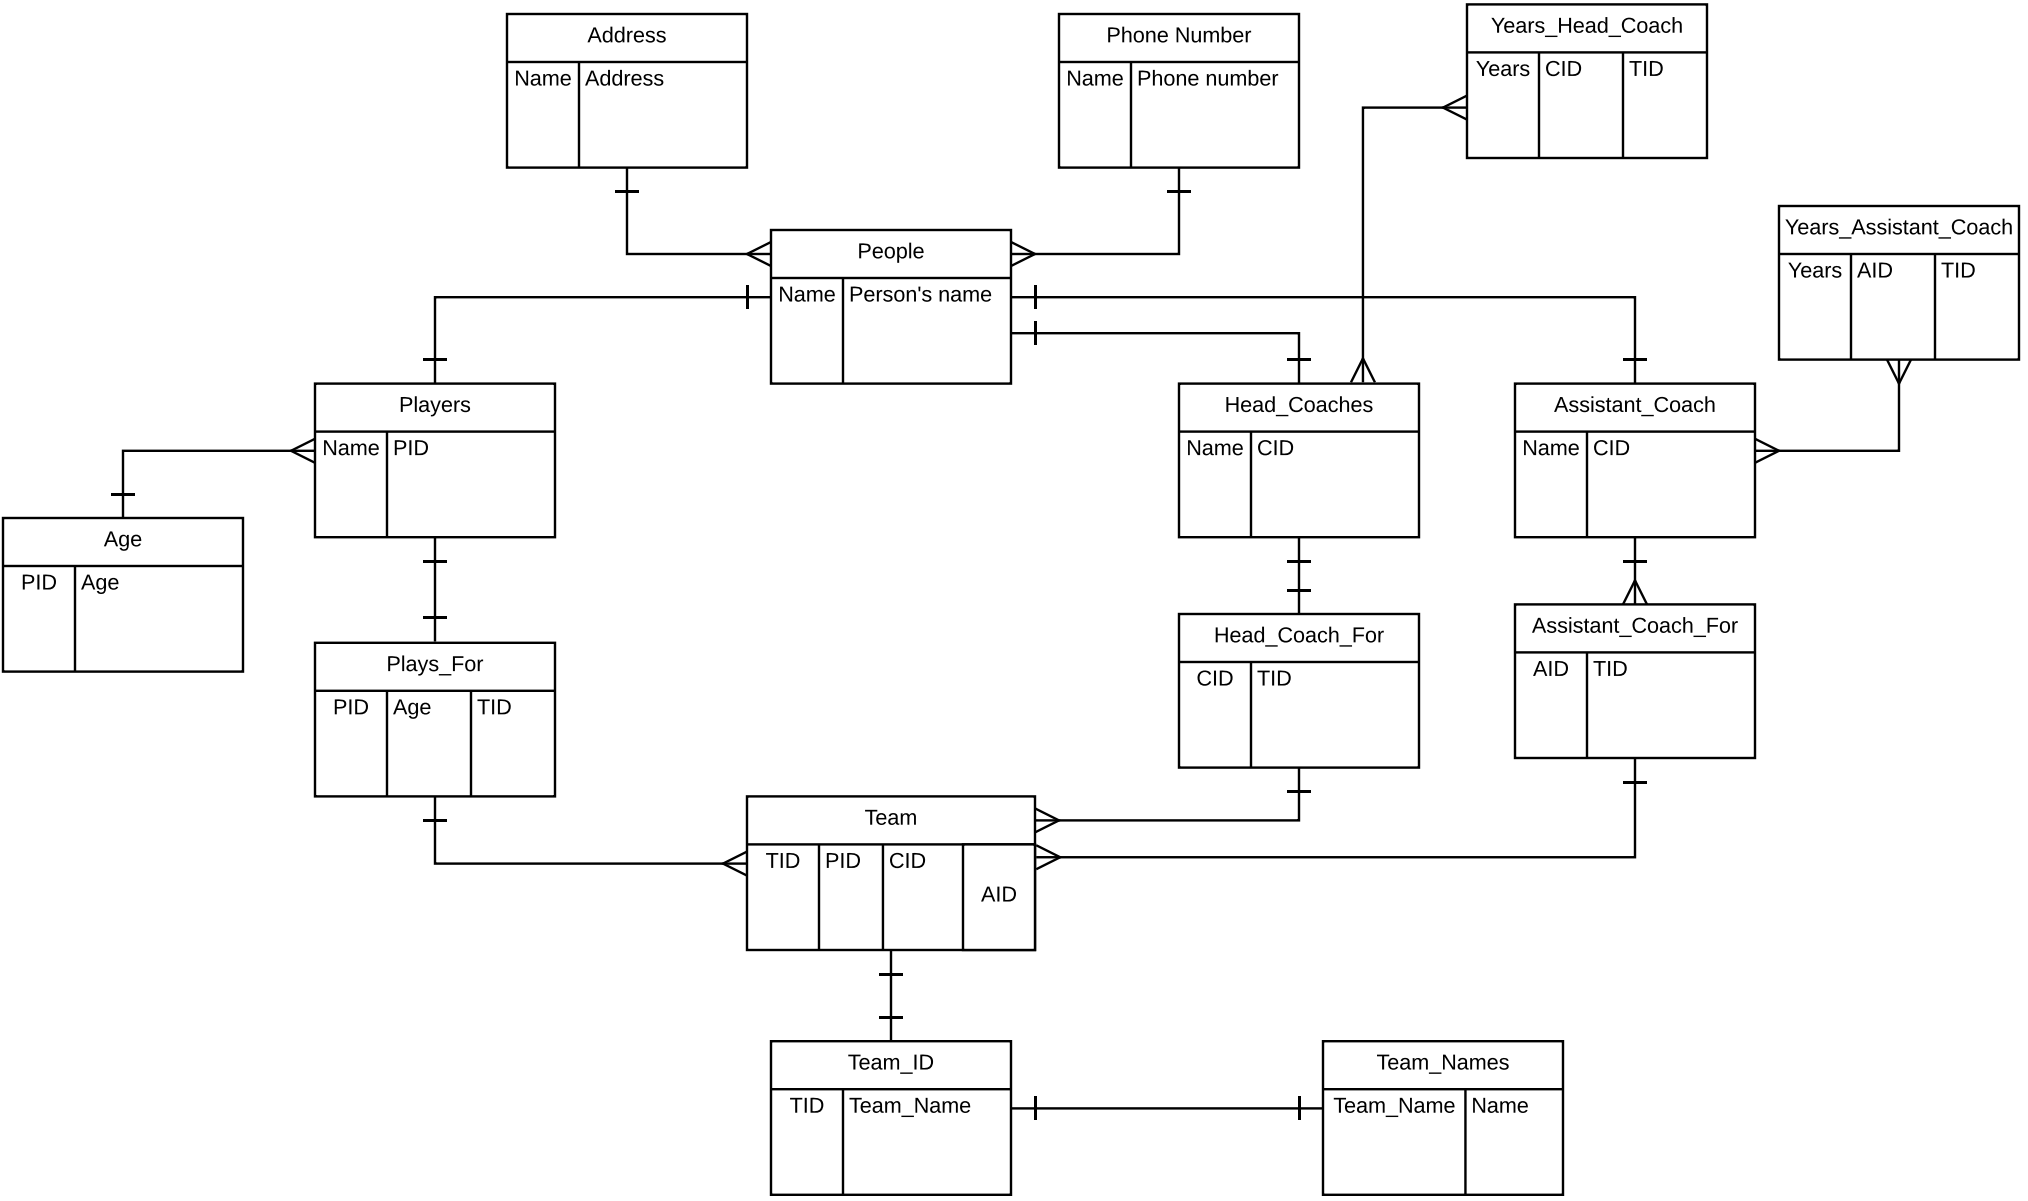 Address
Name Address
Phone Number
Name Phone number
Years_Head_Coach
Years CID TID
Years_Assistant_Coach
Years AID TID
People
Name Person's name
Players
Name PID
Head_Coaches
Name CID
Assistant_Coach
Name CID
Age
PID Age
Plays_For
PID Age TID
Head_Coach_For
CID TID
Assistant_Coach_For
AID TID
Team
TID PID CID
AID
Team_ID
TID Team_Name
Team_Names
Team_Name Name